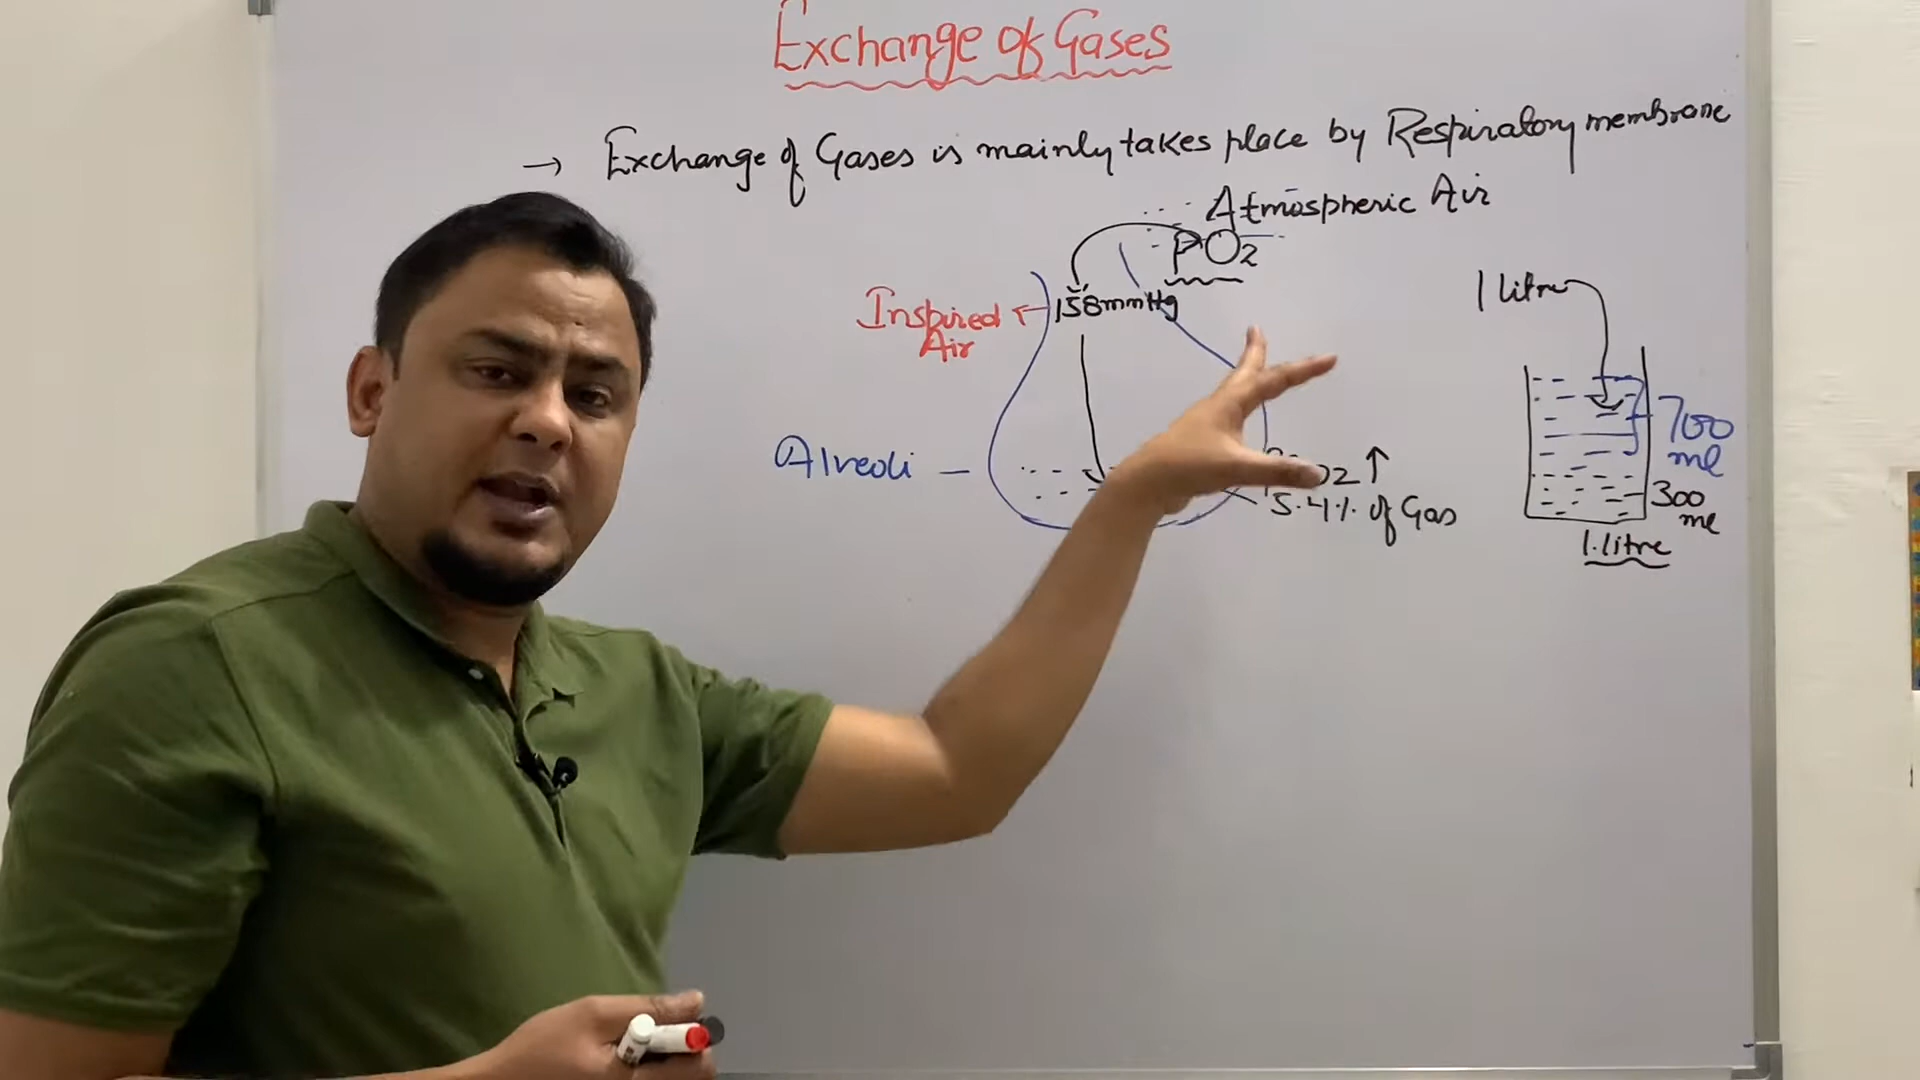 Exchange of Gases
→ Exchange of Gases is mainly takes place by Respiratory membrane
Atmospheric Air
PO2
158mmHg
Inspired
Air
Alveoli
O2 ↑
5.4% of Gas
1 litre
700
ml
300
ml
1 litre